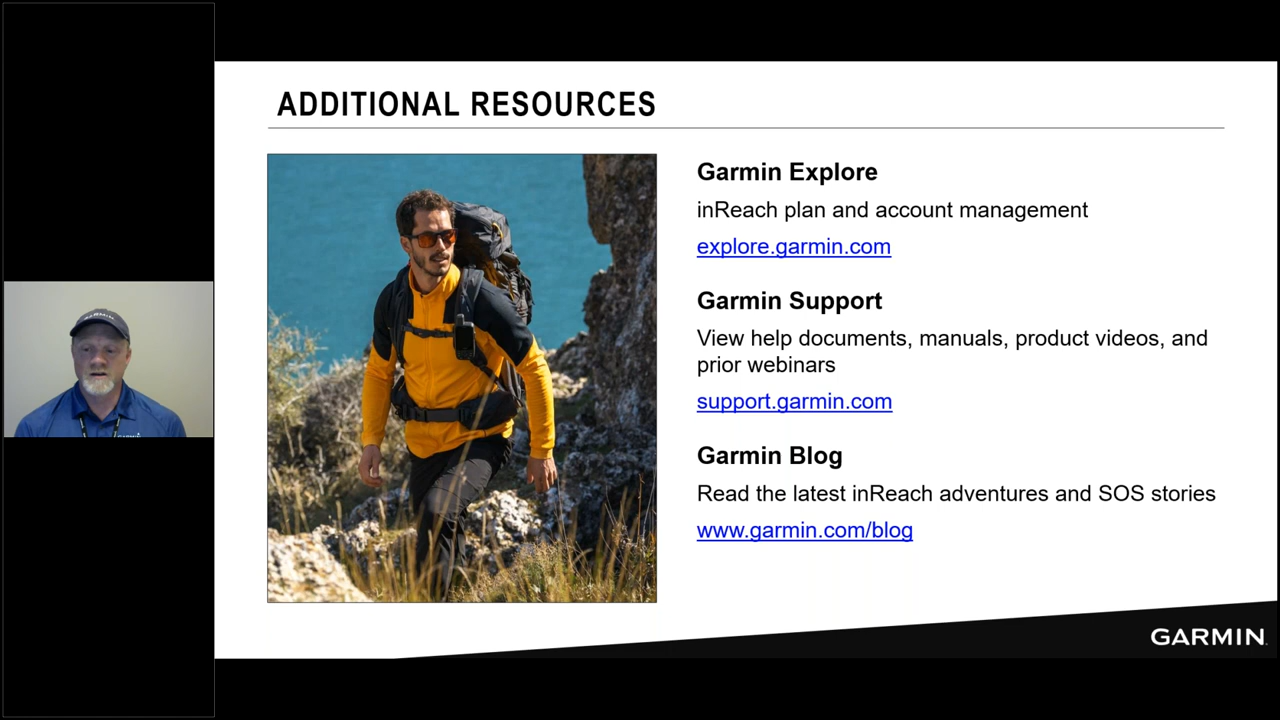 ADDITIONAL RESOURCES
Garmin Explore
inReach plan and account management
explore.garmin.com
Garmin Support
View help documents, manuals, product videos, and
prior webinars
support.garmin.com
Garmin Blog
Read the latest inReach adventures and SOS stories
www.garmin.com/blog
GARMIN
GARMIN
GARMIN